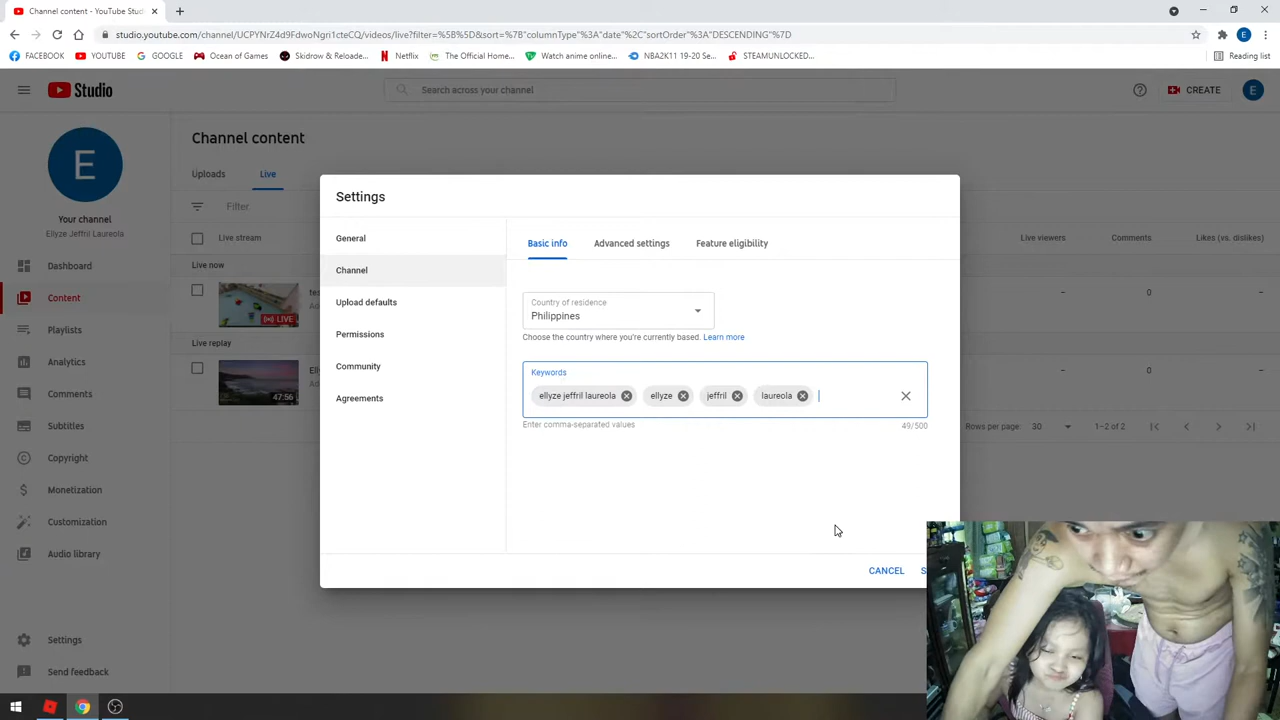 Channel content - YouTube Stud
studio.youtube.com/channel/UCPYNrZ4d9FdwoNgri1cteCQ/videos/live?filter=%5B%5D&sort=%7B"columnType"%3A"date"%2C"sortOrder"%3A"DESCENDING"%7D
FACEBOOK YOUTUBE GOOGLE Ocean of Games Skidrow & Reloade... Netflix The Official Home... Watch anime online... NBA2K11 19-20 Se... STEAMUNLOCKED... Reading list
Studio Search across your channel CREATE E
Channel content
E
Uploads Live
Your channel
Ellyze Jeffril Laureola
Filter
Live stream Live viewers Comments Likes (vs. dislikes)
Dashboard
Live now
Content
LIVE
0
Playlists
Live replay
Analytics
47:56
0
Comments
Subtitles
Rows per page: 30 1–2 of 2
Copyright
Monetization
Customization
Audio library
Settings
Send feedback
Settings
General
Channel
Upload defaults
Permissions
Community
Agreements
Basic info Advanced settings Feature eligibility
Country of residence
Philippines
Choose the country where you're currently based. Learn more
Keywords
ellyze jeffril laureola ellyze jeffril laureola
Enter comma-separated values 49/500
CANCEL